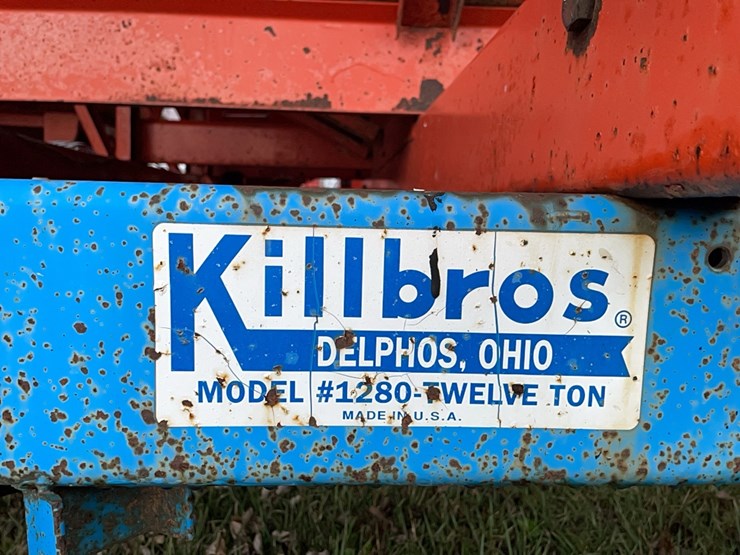 Killbros®
DELPHOS, OHIO
MODEL #1280-TWELVE TON
MADE IN U.S.A.